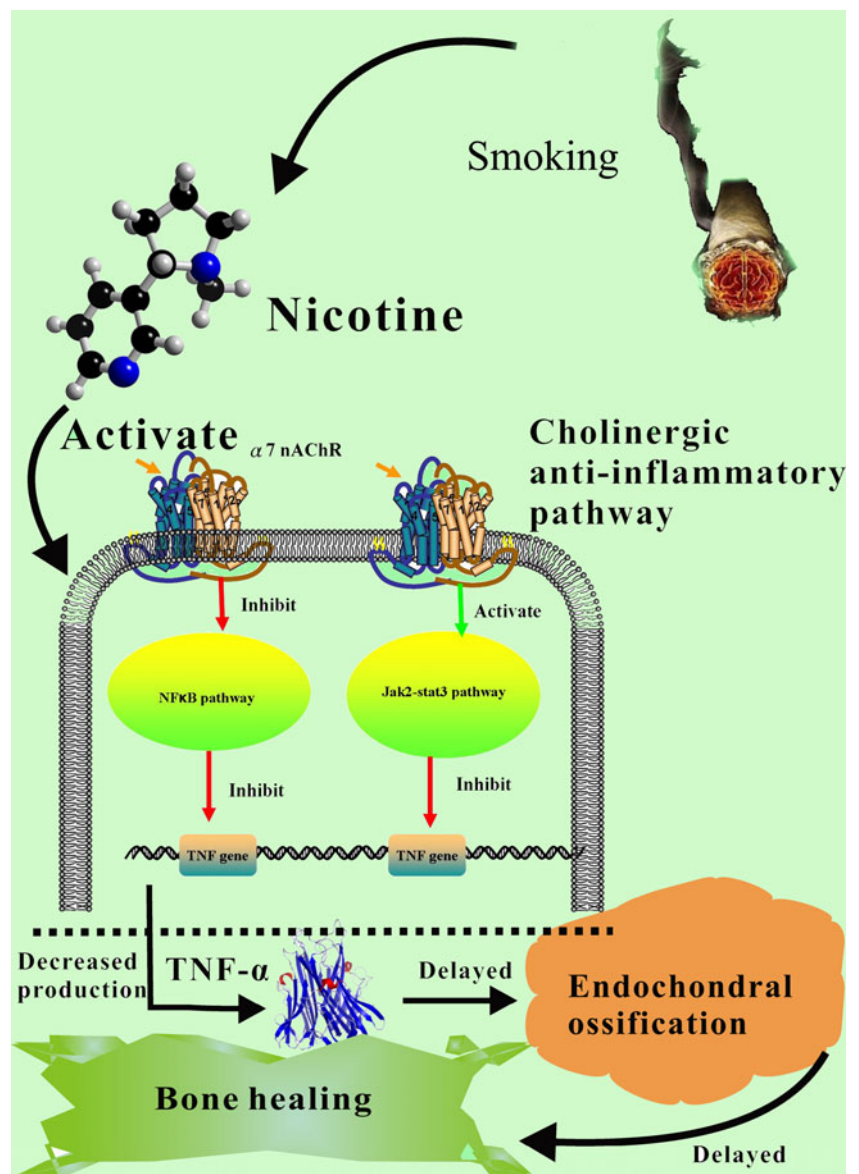 Smoking
Nicotine
Activate
α7 nAChR
Cholinergic
anti-inflammatory
pathway
Inhibit
Activate
NFκB pathway
Jak2-stat3 pathway
Inhibit
Inhibit
TNF gene
TNF gene
Decreased
production
TNF-α
Delayed
Endochondral
ossification
Bone healing
Delayed